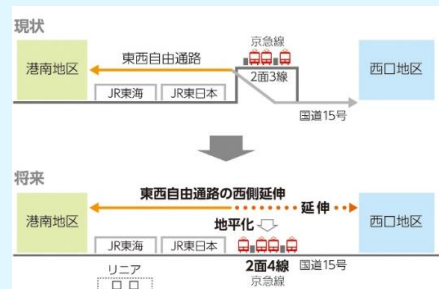 現状
京急線
港南地区
東西自由通路
西口地区
JR東海
JR東日本
2面3線
国道15号
将来
東西自由通路の西側延伸
延伸
港南地区
地平化
西口地区
JR東海
JR東日本
リニア
2面4線
国道15号
京急線